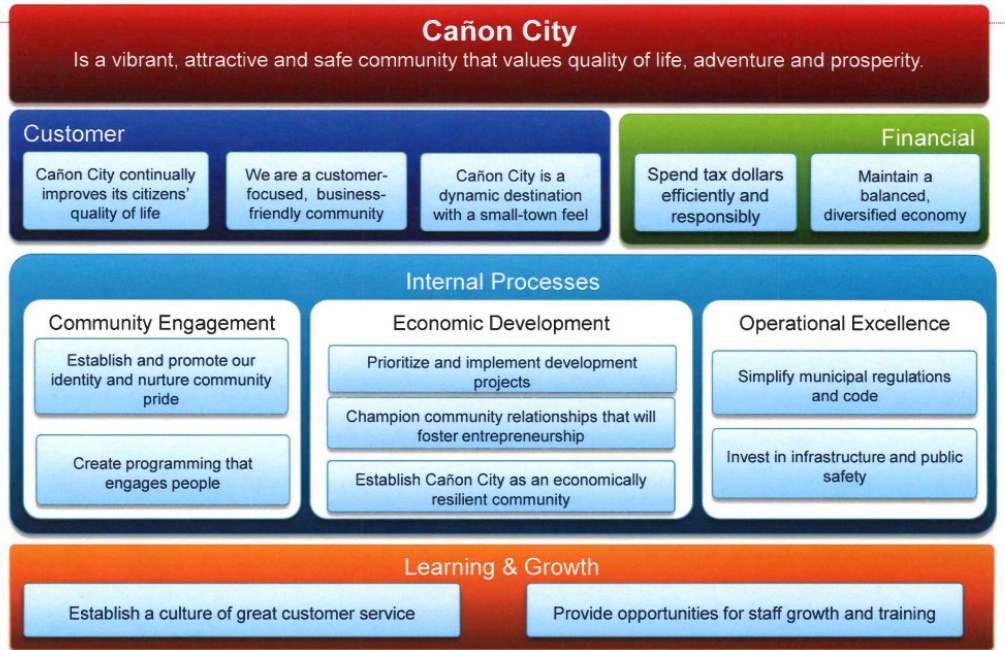 Cañon City
Is a vibrant, attractive and safe community that values quality of life, adventure and prosperity.
Customer
Cañon City continually
improves its citizens'
quality of life
We are a customer-
focused, business-
friendly community
Cañon City is a
dynamic destination
with a small-town feel
Financial
Spend tax dollars
efficiently and
responsibly
Maintain a
balanced,
diversified economy
Internal Processes
Community Engagement
Establish and promote our
identity and nurture community
pride
Create programming that
engages people
Economic Development
Prioritize and implement development
projects
Champion community relationships that will
foster entrepreneurship
Establish Cañon City as an economically
resilient community
Operational Excellence
Simplify municipal regulations
and code
Invest in infrastructure and public
safety
Learning & Growth
Establish a culture of great customer service
Provide opportunities for staff growth and training